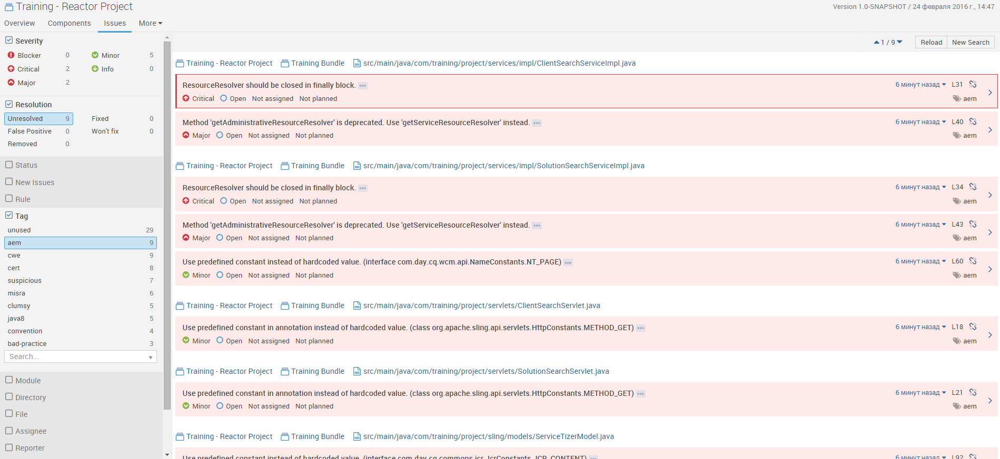 Training - Reactor Project
Version 1.0-SNAPSHOT / 24 февраля 2016 г., 14:47
Overview Components Issues More
Severity
Blocker 0 Minor 5
Critical 2 Info 0
Major 2
Resolution
Unresolved 9 Fixed 0
False Positive 0 Won't fix 0
Removed 0
Status
New Issues
Rule
Tag
unused 29
aem 9
cwe 9
cert 8
suspicious 7
misra 6
clumsy 5
java8 5
convention 4
bad-practice 3
Search...
Module
Directory
File
Assignee
Reporter
1 / 9 Reload New Search
Training - Reactor Project Training Bundle src/main/java/com/training/project/services/impl/ClientSearchServiceImpl.java
ResourceResolver should be closed in finally block. 6 минут назад L31
Critical Open Not assigned Not planned aem
Method 'getAdministrativeResourceResolver' is deprecated. Use 'getServiceResourceResolver' instead. 6 минут назад L40
Major Open Not assigned Not planned aem
Training - Reactor Project Training Bundle src/main/java/com/training/project/services/impl/SolutionSearchServiceImpl.java
ResourceResolver should be closed in finally block. 6 минут назад L34
Critical Open Not assigned Not planned aem
Method 'getAdministrativeResourceResolver' is deprecated. Use 'getServiceResourceResolver' instead. 6 минут назад L43
Major Open Not assigned Not planned aem
Use predefined constant instead of hardcoded value. (interface com.day.cq.wcm.api.NameConstants.NT_PAGE) 6 минут назад L60
Minor Open Not assigned Not planned aem
Training - Reactor Project Training Bundle src/main/java/com/training/project/servlets/ClientSearchServlet.java
Use predefined constant in annotation instead of hardcoded value. (class org.apache.sling.api.servlets.HttpConstants.METHOD_GET) 6 минут назад L18
Minor Open Not assigned Not planned aem
Training - Reactor Project Training Bundle src/main/java/com/training/project/servlets/SolutionSearchServlet.java
Use predefined constant in annotation instead of hardcoded value. (class org.apache.sling.api.servlets.HttpConstants.METHOD_GET) 6 минут назад L21
Minor Open Not assigned Not planned aem
Training - Reactor Project Training Bundle src/main/java/com/training/project/sling/models/ServiceTizerModel.java
Use predefined constant instead of hardcoded value. (interface com.day.cq.commons.jcr.JcrConstants.JCR_CONTENT) 6 минут назад L92